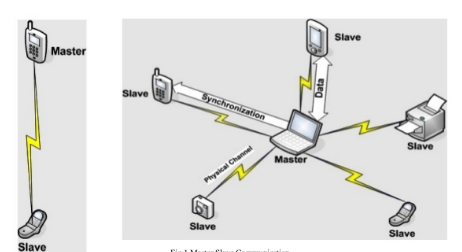 Master
Slave
Slave
Data
Slave
Synchronization
Slave
Master
Physical Channel
Slave
Slave
Fig 1 Master Slave Communication